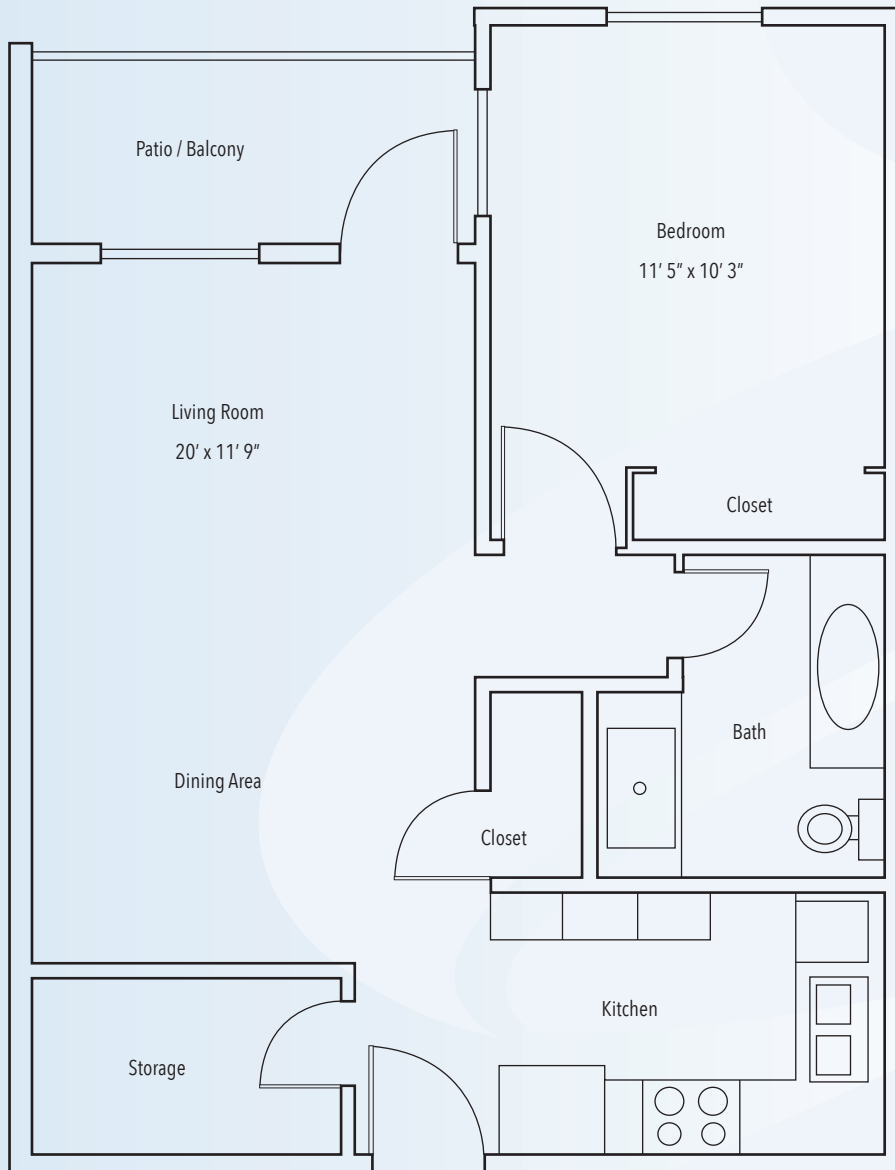 Patio / Balcony
Bedroom
11’ 5” x 10’ 3”
Living Room
20’ x 11’ 9”
Closet
Bath
Dining Area
Closet
Kitchen
Storage